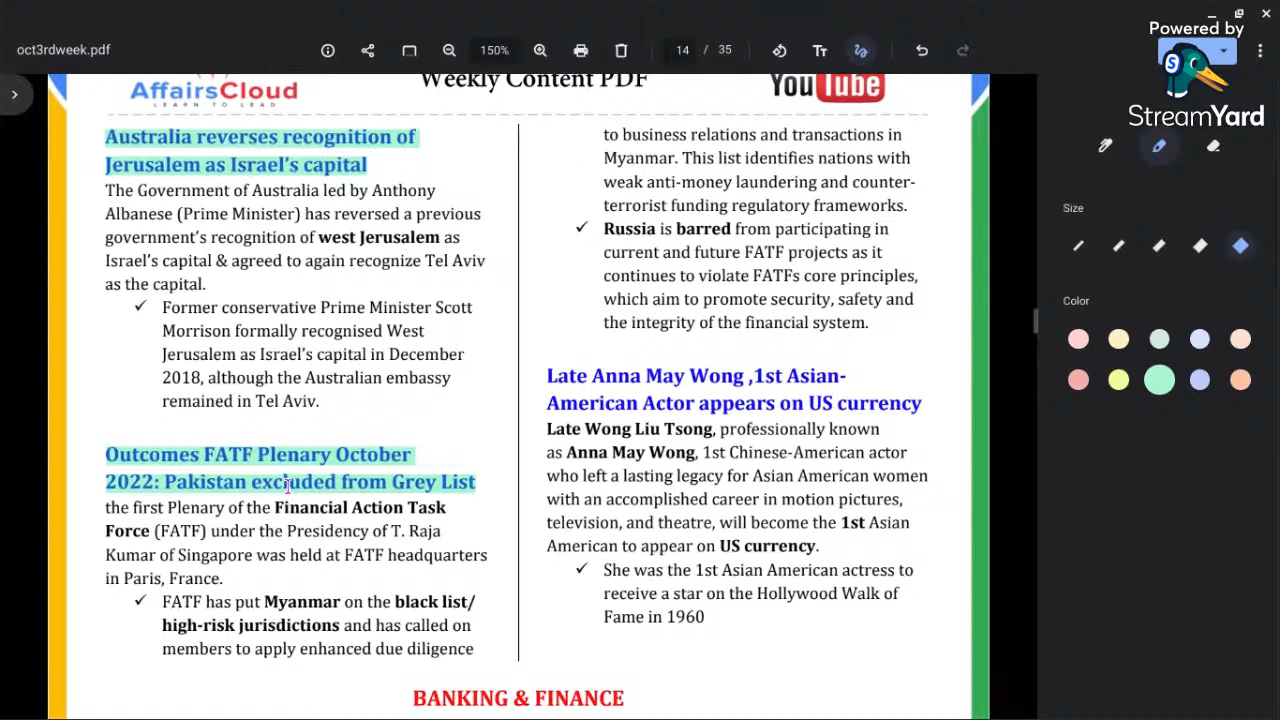 Powered by
StreamYard
oct3rdweek.pdf
150%
14 / 35
AffairsCloud
LEARN TO LEAD
Weekly Content PDF
YouTube
Australia reverses recognition of
Jerusalem as Israel's capital
The Government of Australia led by Anthony
Albanese (Prime Minister) has reversed a previous
government's recognition of west Jerusalem as
Israel's capital & agreed to again recognize Tel Aviv
as the capital.
✓ Former conservative Prime Minister Scott
Morrison formally recognised West
Jerusalem as Israel's capital in December
2018, although the Australian embassy
remained in Tel Aviv.
Outcomes FATF Plenary October
2022: Pakistan excluded from Grey List
the first Plenary of the Financial Action Task
Force (FATF) under the Presidency of T. Raja
Kumar of Singapore was held at FATF headquarters
in Paris, France.
✓ FATF has put Myanmar on the black list/
high-risk jurisdictions and has called on
members to apply enhanced due diligence
to business relations and transactions in
Myanmar. This list identifies nations with
weak anti-money laundering and counter-
terrorist funding regulatory frameworks.
✓ Russia is barred from participating in
current and future FATF projects as it
continues to violate FATFs core principles,
which aim to promote security, safety and
the integrity of the financial system.
Late Anna May Wong ,1st Asian-
American Actor appears on US currency
Late Wong Liu Tsong, professionally known
as Anna May Wong, 1st Chinese-American actor
who left a lasting legacy for Asian American women
with an accomplished career in motion pictures,
television, and theatre, will become the 1st Asian
American to appear on US currency.
✓ She was the 1st Asian American actress to
receive a star on the Hollywood Walk of
Fame in 1960
BANKING & FINANCE
Size
Color